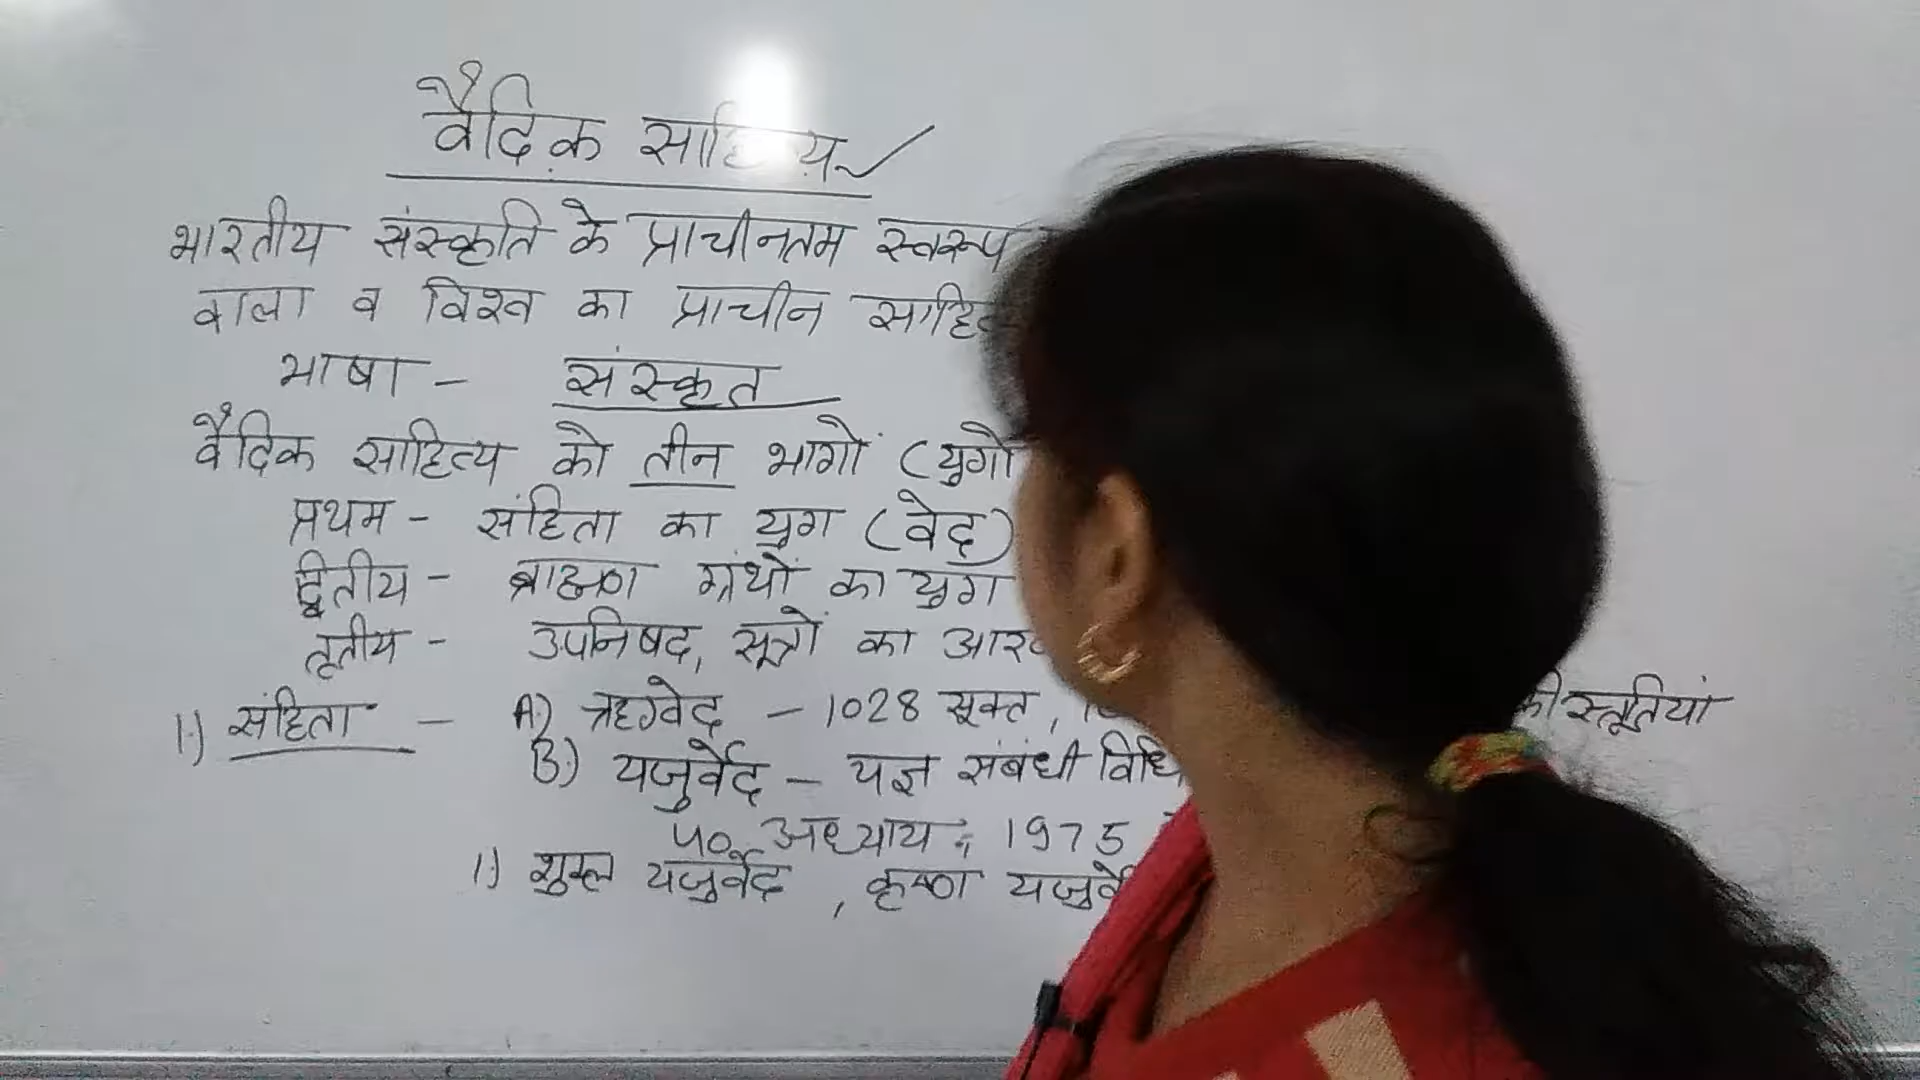 वैदिक साहित्य
भारतीय संस्कृति के प्राचीनतम स्वरूप
वाला व विश्व का प्राचीन
भाषा - संस्कृत
वैदिक साहित्य को तीन भागों (युगों
प्रथम - संहिता का युग (वेद)
द्वितीय - ब्राह्मण ग्रंथों का युग
तृतीय - उपनिषद, सूत्रों का
1.) संहिता - A.) ऋग्वेद - 1028 सूक्त, की स्तूतियां
B.) यजुर्वेद - यज्ञ संबंधी
40 अध्याय, 1975
1) शुक्ल यजुर्वेद, कृष्ण